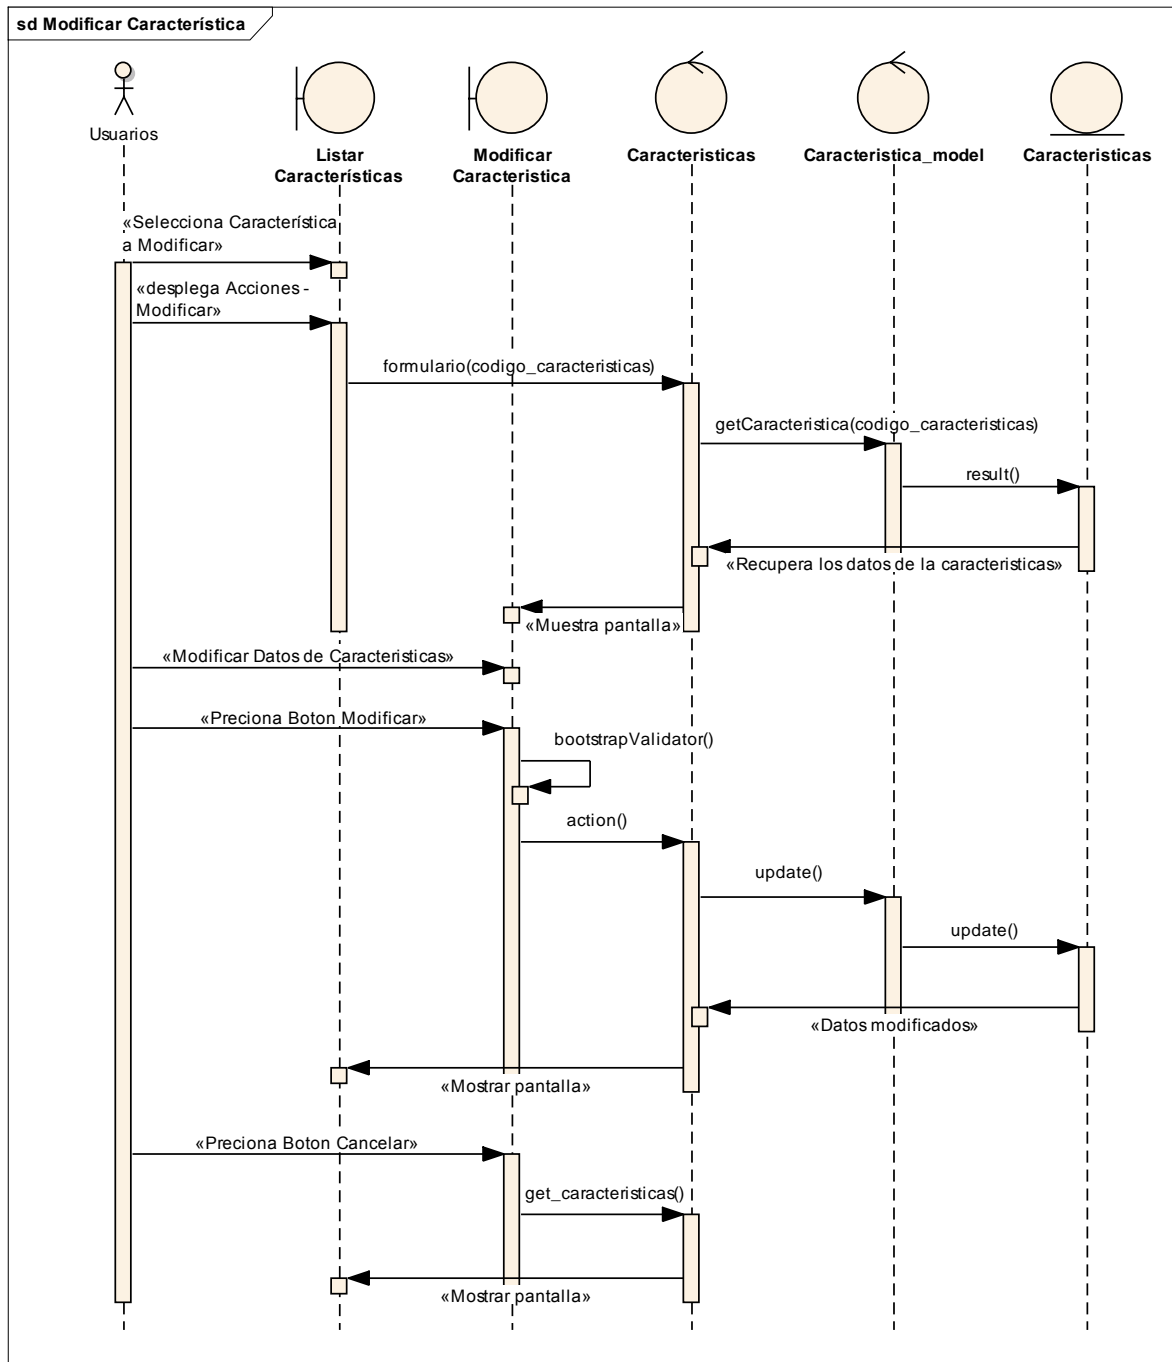 sd Modificar Característica
Usuarios
Listar
Características
Modificar
Caracteristica
Caracteristicas
Caracteristica_model
Caracteristicas
«Selecciona Característica
a Modificar»
«desplega Acciones -
Modificar»
formulario(codigo_caracteristicas)
getCaracteristica(codigo_caracteristicas)
result()
«Recupera los datos de la caracteristicas»
«Muestra pantalla»
«Modificar Datos de Caracteristicas»
«Preciona Boton Modificar»
bootstrapValidator()
action()
update()
update()
«Datos modificados»
«Mostrar pantalla»
«Preciona Boton Cancelar»
get_caracteristicas()
«Mostrar pantalla»